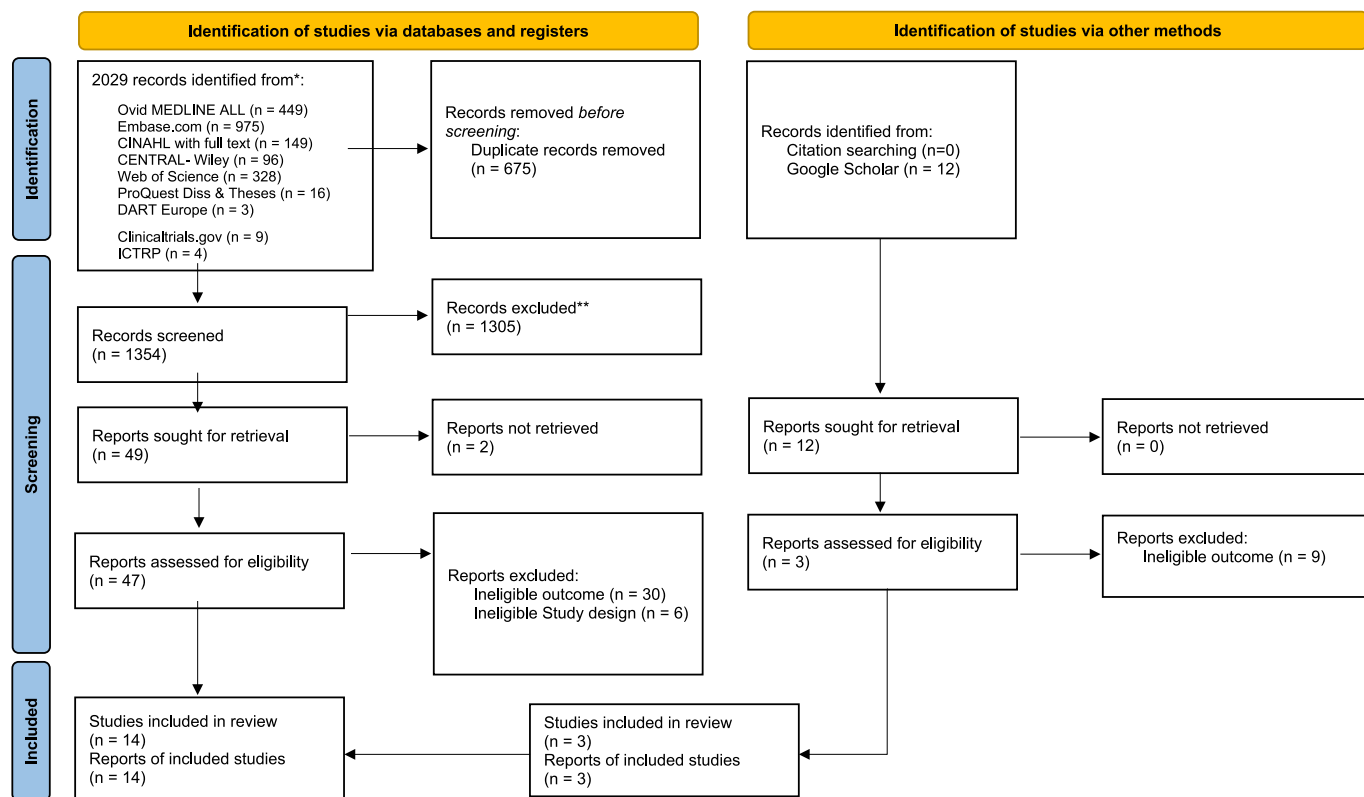 Identification of studies via databases and registers
Identification of studies via other methods
Identification
2029 records identified from*:
Ovid MEDLINE ALL (n = 449)
Embase.com (n = 975)
CINAHL with full text (n = 149)
CENTRAL- Wiley (n = 96)
Web of Science (n = 328)
ProQuest Diss & Theses (n = 16)
DART Europe (n = 3)
Clinicaltrials.gov (n = 9)
ICTRP (n = 4)
Records removed before
screening:
Duplicate records removed
(n = 675)
Records identified from:
Citation searching (n=0)
Google Scholar (n = 12)
Screening
Records screened
(n = 1354)
Records excluded**
(n = 1305)
Reports sought for retrieval
(n = 49)
Reports not retrieved
(n = 2)
Reports sought for retrieval
(n = 12)
Reports not retrieved
(n = 0)
Reports assessed for eligibility
(n = 47)
Reports excluded:
Ineligible outcome (n = 30)
Ineligible Study design (n = 6)
Reports assessed for eligibility
(n = 3)
Reports excluded:
Ineligible outcome (n = 9)
Included
Studies included in review
(n = 14)
Reports of included studies
(n = 14)
Studies included in review
(n = 3)
Reports of included studies
(n = 3)